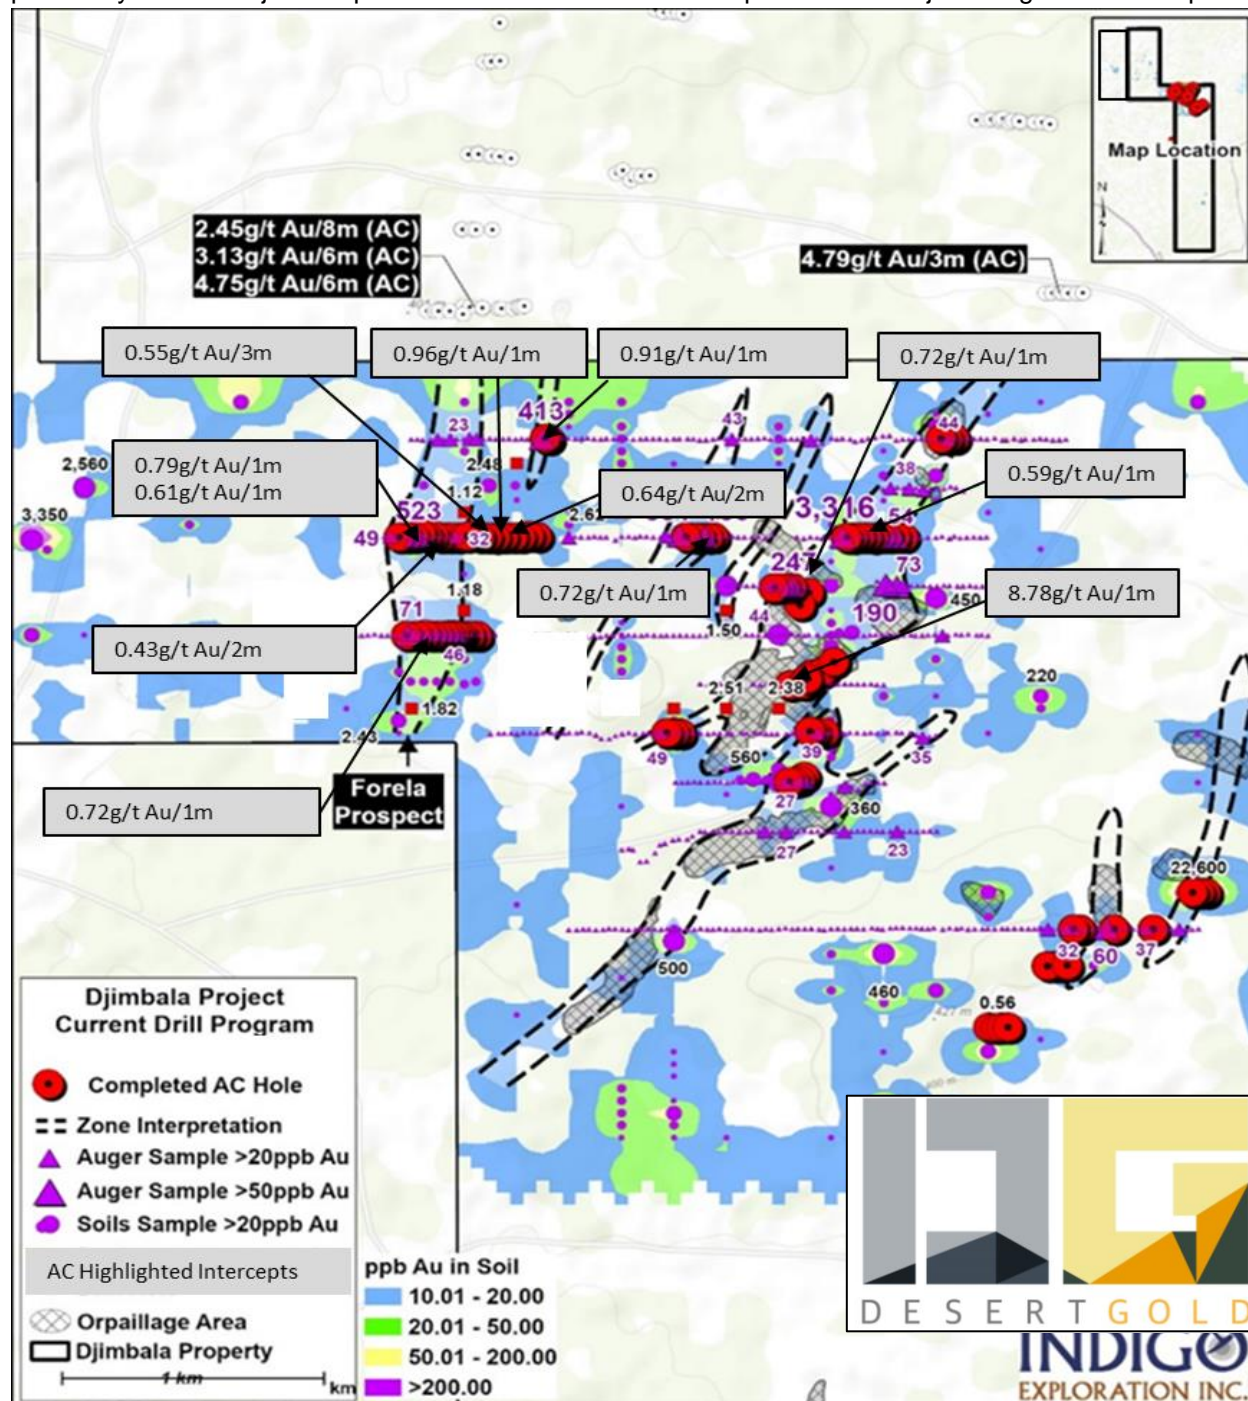 Map Location
N
2.45g/t Au/8m (AC)
3.13g/t Au/6m (AC)
4.75g/t Au/6m (AC)
4.79g/t Au/3m (AC)
0.55g/t Au/3m
0.96g/t Au/1m
0.91g/t Au/1m
0.72g/t Au/1m
413
23
43
44
2,560
0.79g/t Au/1m
0.61g/t Au/1m
2.48
1.12
38
0.59g/t Au/1m
0.64g/t Au/2m
3,350
523
3,316
49
32
54
0.72g/t Au/1m
247
73
8.78g/t Au/1m
1.18
450
71
44
1.50
190
0.43g/t Au/2m
46
2.51
2.38
220
1.82
2.43
49
560
39
35
Forela
Prospect
0.72g/t Au/1m
27
360
27
23
22,600
32
60
37
500
460
0.56
427 m
400 m
Djimbala Project
Current Drill Program
Completed AC Hole
Zone Interpretation
Auger Sample >20ppb Au
Auger Sample >50ppb Au
Soils Sample >20ppb Au
AC Highlighted Intercepts
Orpaillage Area
Djimbala Property
1 km
km
ppb Au in Soil
10.01 - 20.00
20.01 - 50.00
50.01 - 200.00
>200.00
DESERT GOLD
INDIGO
EXPLORATION INC.